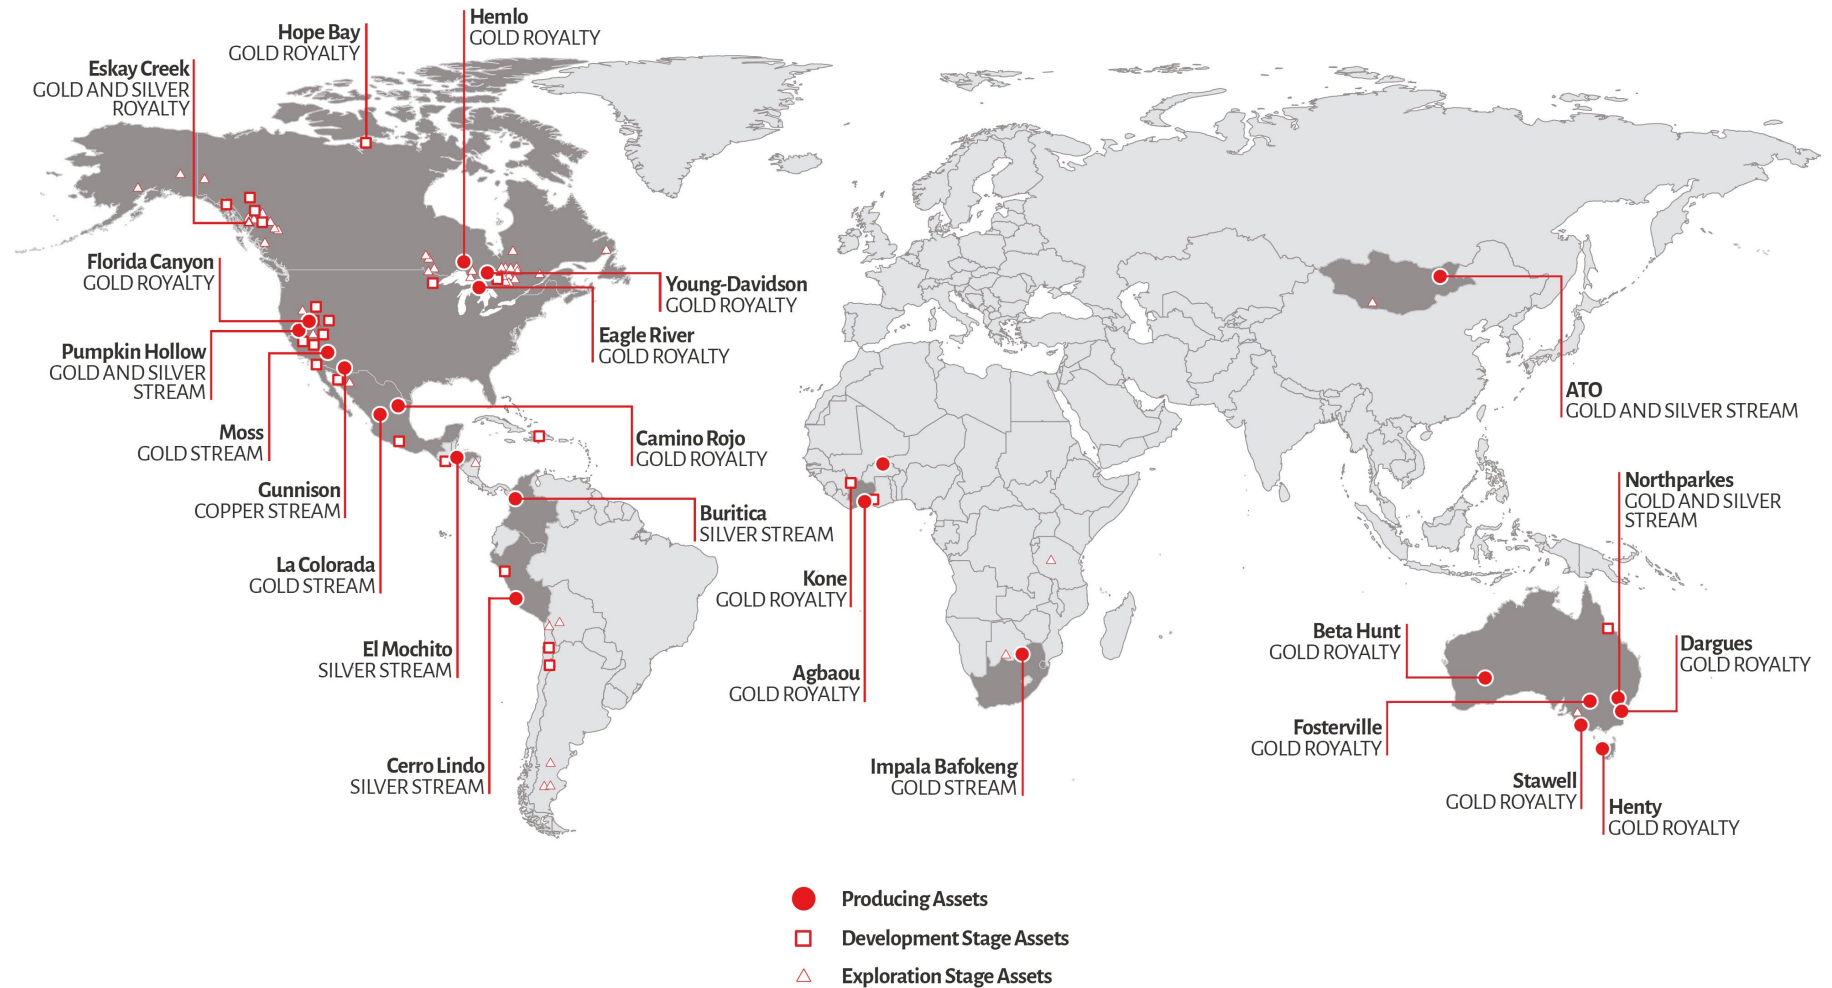 Hemlo
GOLD ROYALTY
Hope Bay
GOLD ROYALTY
Eskay Creek
GOLD AND SILVER
ROYALTY
Florida Canyon
GOLD ROYALTY
Young-Davidson
GOLD ROYALTY
Eagle River
GOLD ROYALTY
Pumpkin Hollow
GOLD AND SILVER
STREAM
ATO
GOLD AND SILVER STREAM
Moss
GOLD STREAM
Camino Rojo
GOLD ROYALTY
Gunnison
COPPER STREAM
Northparkes
GOLD AND SILVER
STREAM
Buritica
SILVER STREAM
La Colorada
GOLD STREAM
Kone
GOLD ROYALTY
Beta Hunt
GOLD ROYALTY
Dargues
GOLD ROYALTY
El Mochito
SILVER STREAM
Agbaou
GOLD ROYALTY
Fosterville
GOLD ROYALTY
Cerro Lindo
SILVER STREAM
Impala Bafokeng
GOLD STREAM
Stawell
GOLD ROYALTY
Henty
GOLD ROYALTY
Producing Assets
Development Stage Assets
Exploration Stage Assets